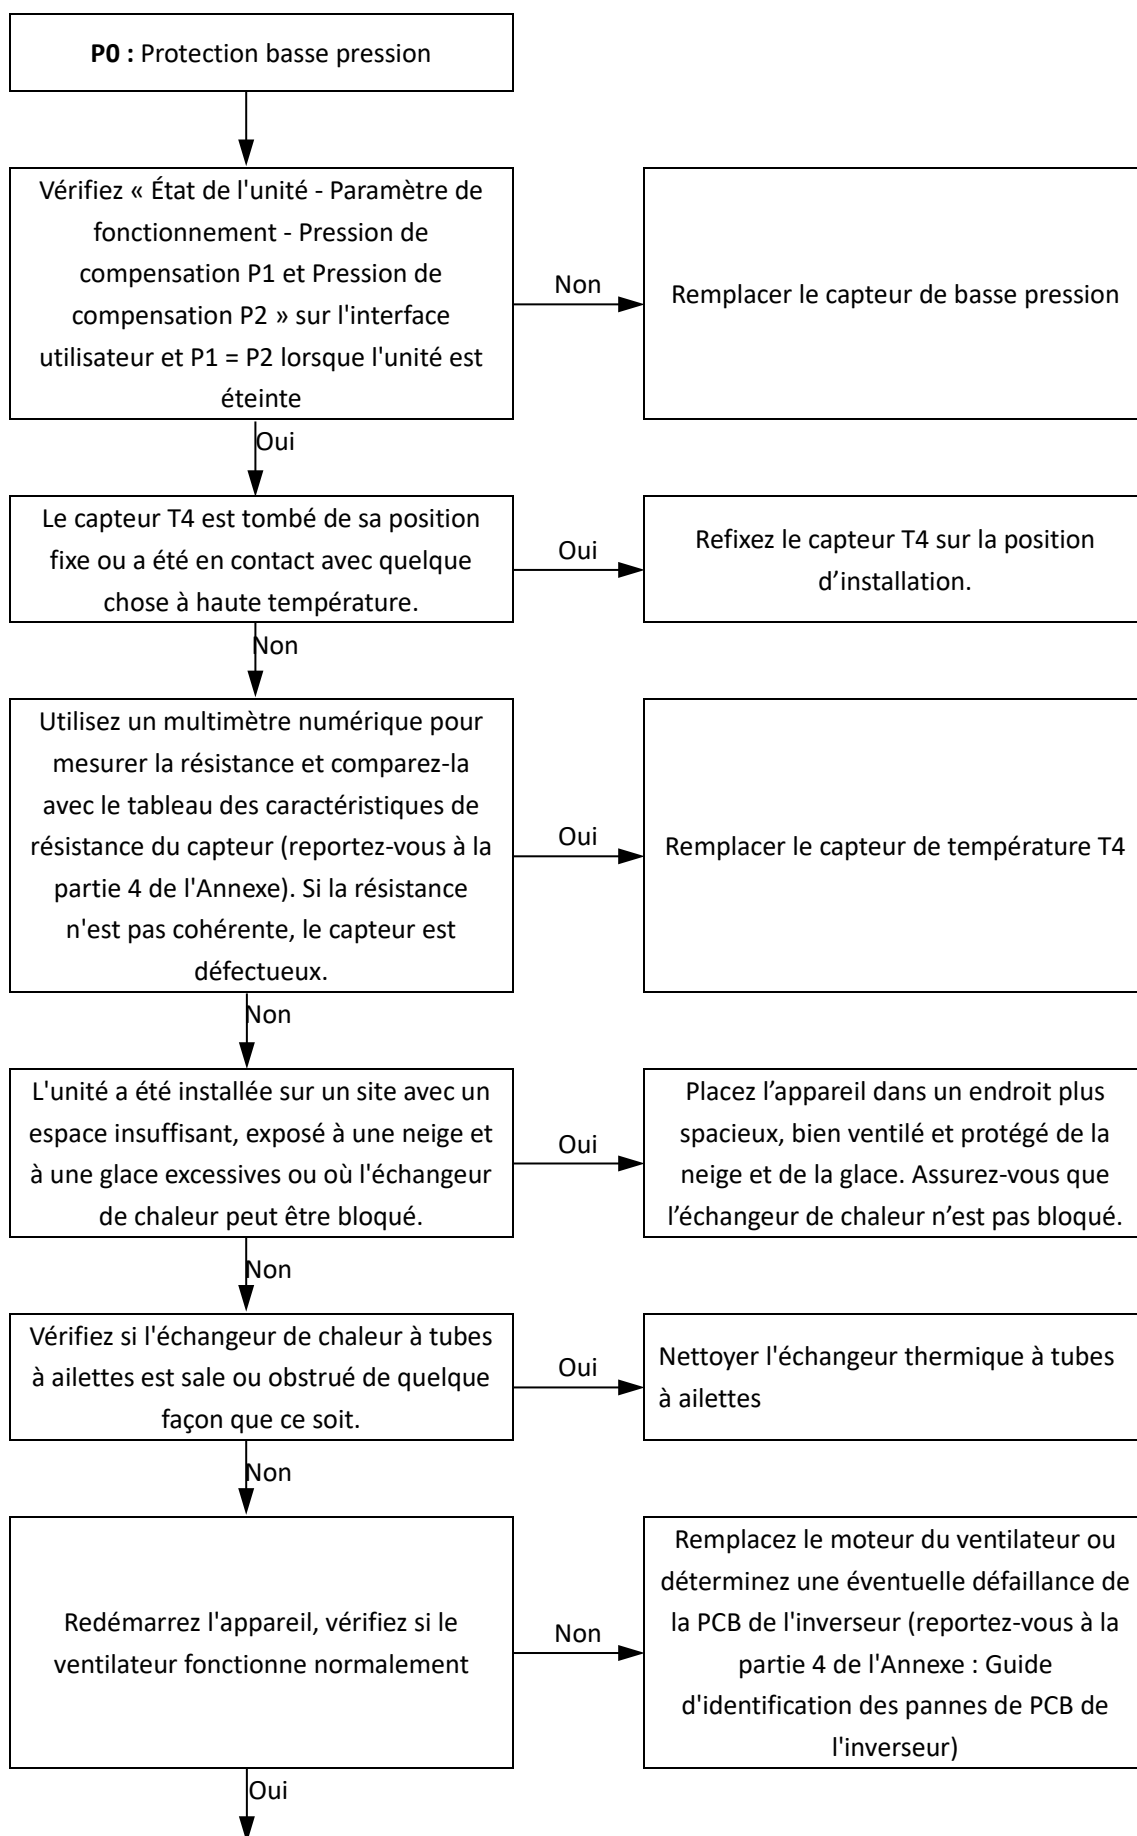 P0 : Protection basse pression
Vérifiez « État de l'unité - Paramètre de
fonctionnement - Pression de
compensation P1 et Pression de
compensation P2 » sur l'interface
utilisateur et P1 = P2 lorsque l'unité est
éteinte
Non
Remplacer le capteur de basse pression
Oui
Le capteur T4 est tombé de sa position
fixe ou a été en contact avec quelque
chose à haute température.
Oui
Refixez le capteur T4 sur la position
d’installation.
Non
Utilisez un multimètre numérique pour
mesurer la résistance et comparez-la
avec le tableau des caractéristiques de
résistance du capteur (reportez-vous à la
partie 4 de l'Annexe). Si la résistance
n'est pas cohérente, le capteur est
défectueux.
Oui
Remplacer le capteur de température T4
Non
L'unité a été installée sur un site avec un
espace insuffisant, exposé à une neige et
à une glace excessives ou où l'échangeur
de chaleur peut être bloqué.
Oui
Placez l’appareil dans un endroit plus
spacieux, bien ventilé et protégé de la
neige et de la glace. Assurez-vous que
l’échangeur de chaleur n’est pas bloqué.
Non
Vérifiez si l'échangeur de chaleur à tubes
à ailettes est sale ou obstrué de quelque
façon que ce soit.
Oui
Nettoyer l'échangeur thermique à tubes
à ailettes
Non
Redémarrez l'appareil, vérifiez si le
ventilateur fonctionne normalement
Non
Remplacez le moteur du ventilateur ou
déterminez une éventuelle défaillance de
la PCB de l'inverseur (reportez-vous à la
partie 4 de l'Annexe : Guide
d'identification des pannes de PCB de
l'inverseur)
Oui